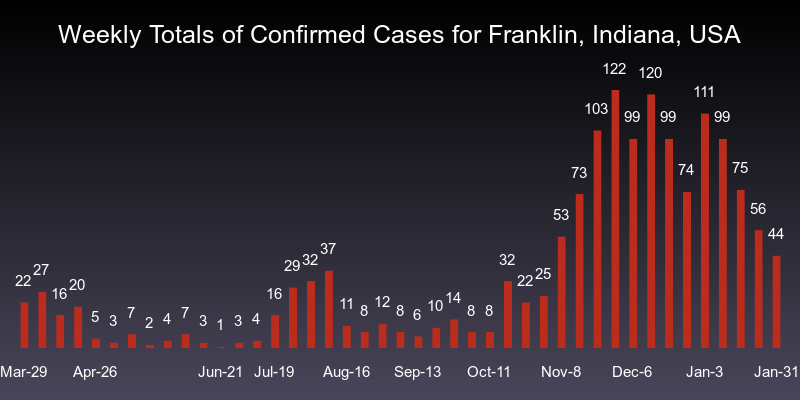 Weekly Totals of Confirmed Cases for Franklin, Indiana, USA
22 27 16 20 5 3 7 2 4 7 3 1 3 4 16 29 32 37 11 8 12 8 6 10 14 8 8 32 22 25 53 73 103 122 99 120 99 74 111 99 75 56 44
Mar-29 Apr-26 Jun-21 Jul-19 Aug-16 Sep-13 Oct-11 Nov-8 Dec-6 Jan-3 Jan-31